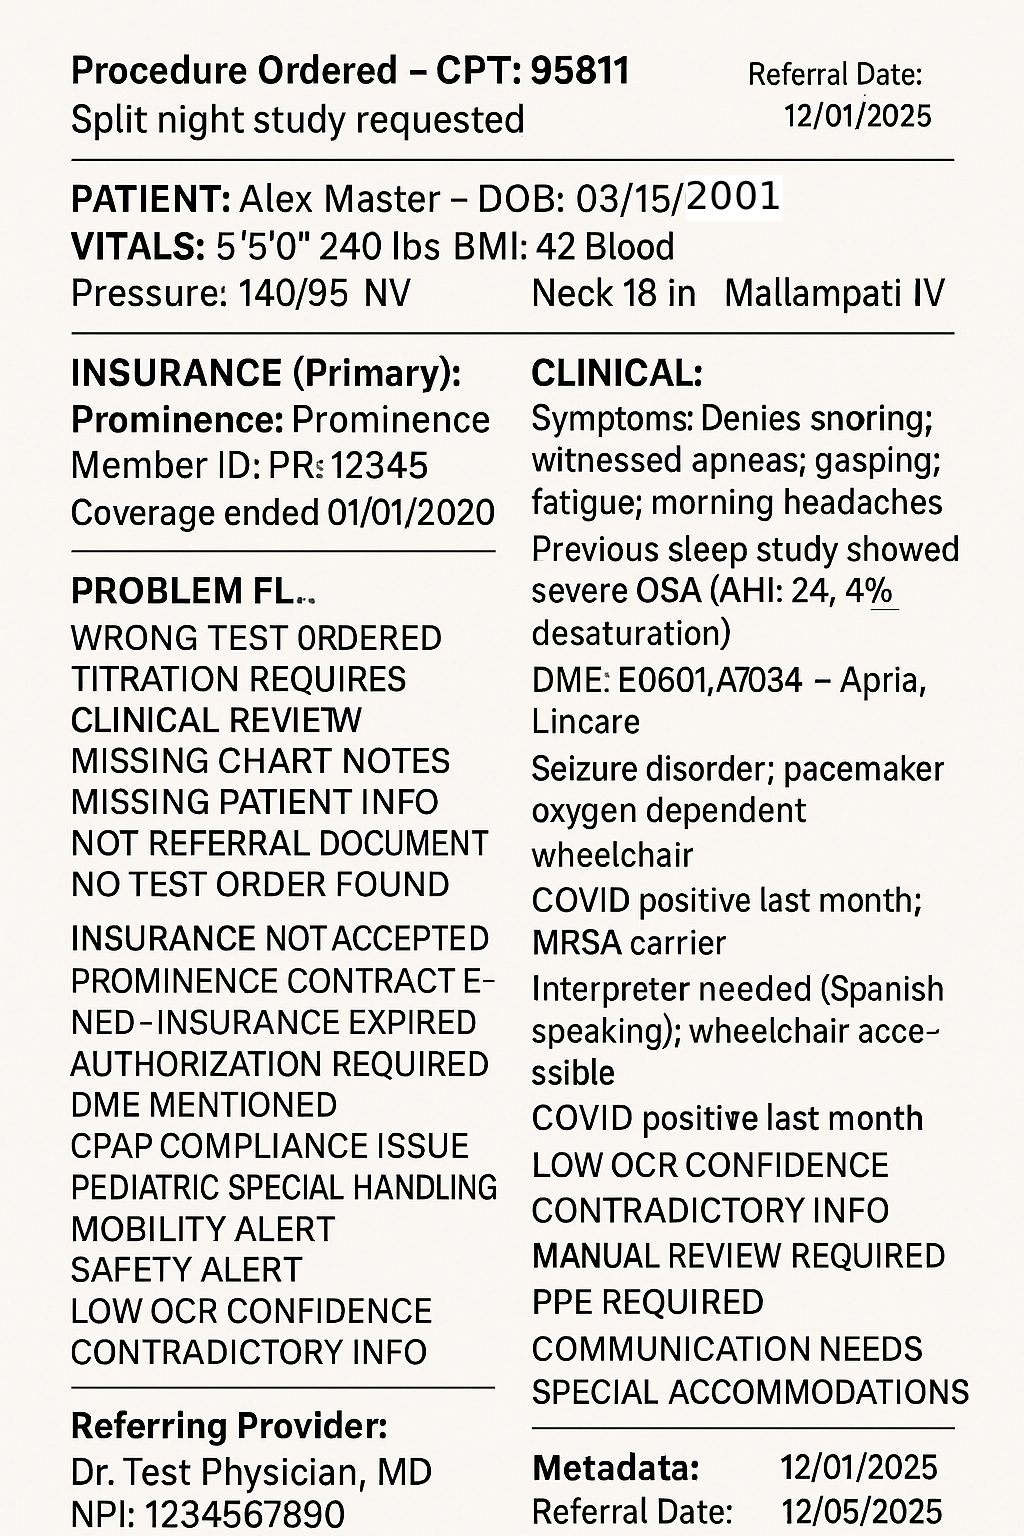 Procedure Ordered – CPT: 95811
Split night study requested
Referral Date:
12/01/2025
PATIENT: Alex Master – DOB: 03/15/2001
VITALS: 5'5'0" 240 lbs BMI: 42 Blood
Pressure: 140/95 NV Neck 18 in Mallampati IV
INSURANCE (Primary):
Prominence: Prominence
Member ID: PR: 12345
Coverage ended 01/01/2020
PROBLEM FL..
WRONG TEST 0RDERED
TITRATION REQUIRES
CLINICAL REVIETW
MISSING CHART NOTES
MISSING PATIENT INFO
NOT REFERRAL DOCUMENT
NO TEST ORDER FOUND
INSURANCE NOT ACCEPTED
PROMINENCE CONTRACT E-
NED-INSURANCE EXPIRED
AUTHORIZATION REQUIRED
DME MENTIONED
CPAP COMPLIANCE ISSUE
PEDIATRIC SPECIAL HANDLING
MOBILITY ALERT
SAFETY ALERT
LOW OCR CONFIDENCE
CONTRADICTORY INFO
Referring Provider:
Dr. Test Physician, MD
NPI: 1234567890
CLINICAL:
Symptoms: Denies snoring;
witnessed apneas; gasping;
fatigue; morning headaches
Previous sleep study showed
severe OSA (AHI: 24, 4%
desaturation)
DME: E0601,A7034 – Apria,
Lincare
Seizure disorder; pacemaker
oxygen dependent
wheelchair
COVID positive last month;
MRSA carrier
Interpreter needed (Spanish
speaking); wheelchair acce-
ssible
COVID positive last month
LOW OCR CONFIDENCE
CONTRADICTORY INFO
MANUAL REVIEW REQUIRED
PPE REQUIRED
COMMUNICATION NEEDS
SPECIAL ACCOMMODATIONS
Metadata: 12/01/2025
Referral Date: 12/05/2025